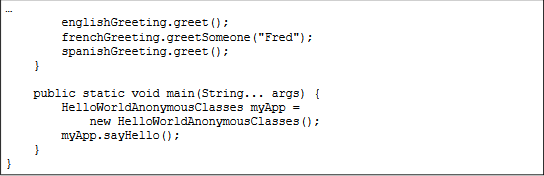 …
        englishGreeting.greet();
        frenchGreeting.greetSomeone("Fred");
        spanishGreeting.greet();
    }
    public static void main(String... args) {
        HelloWorldAnonymousClasses myApp =
            new HelloWorldAnonymousClasses();
        myApp.sayHello();
    }
}